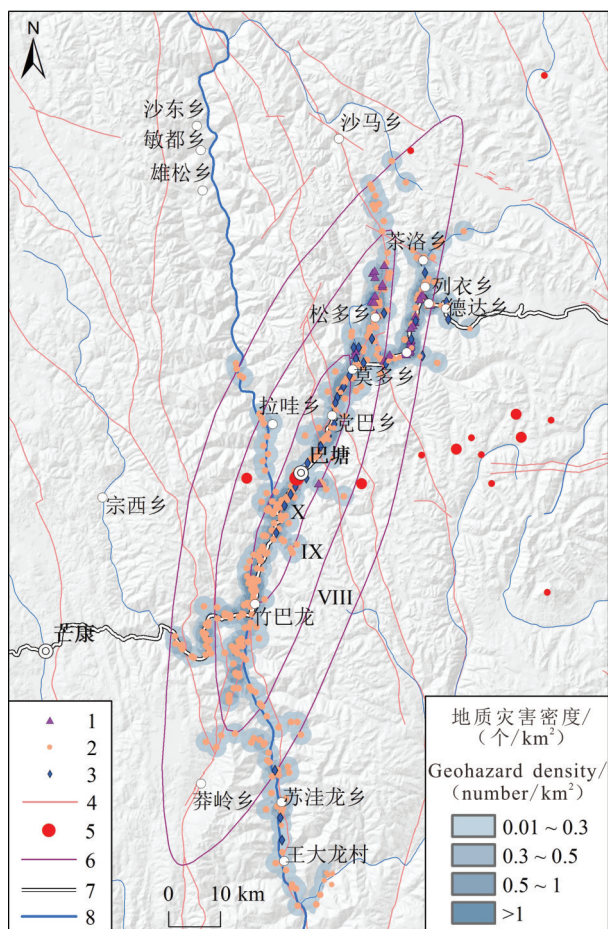 N
沙东乡
敏都乡
雄松乡
沙马乡
茶洛乡
列衣乡
德达乡
松多乡
莫多乡
拉哇乡
党巴乡
巴塘
宗西乡
X
IX
VIII
竹巴龙
芒康
莽岭乡
苏洼龙乡
王大龙村
0 10 km
1
2
3
4
5
6
7
8
地质灾害密度/
(个/km²)
Geohazard density/
(number/km²)
0.01 ~ 0.3
0.3 ~ 0.5
0.5 ~ 1
>1